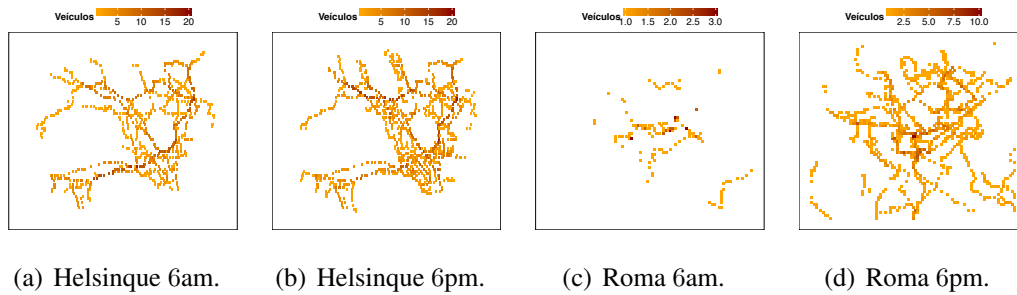 Veículos 5 10 15 20
Veículos 5 10 15 20
Veículos 1.0 1.5 2.0 2.5 3.0
Veículos 2.5 5.0 7.5 10.0
(a) Helsinque 6am.
(b) Helsinque 6pm.
(c) Roma 6am.
(d) Roma 6pm.